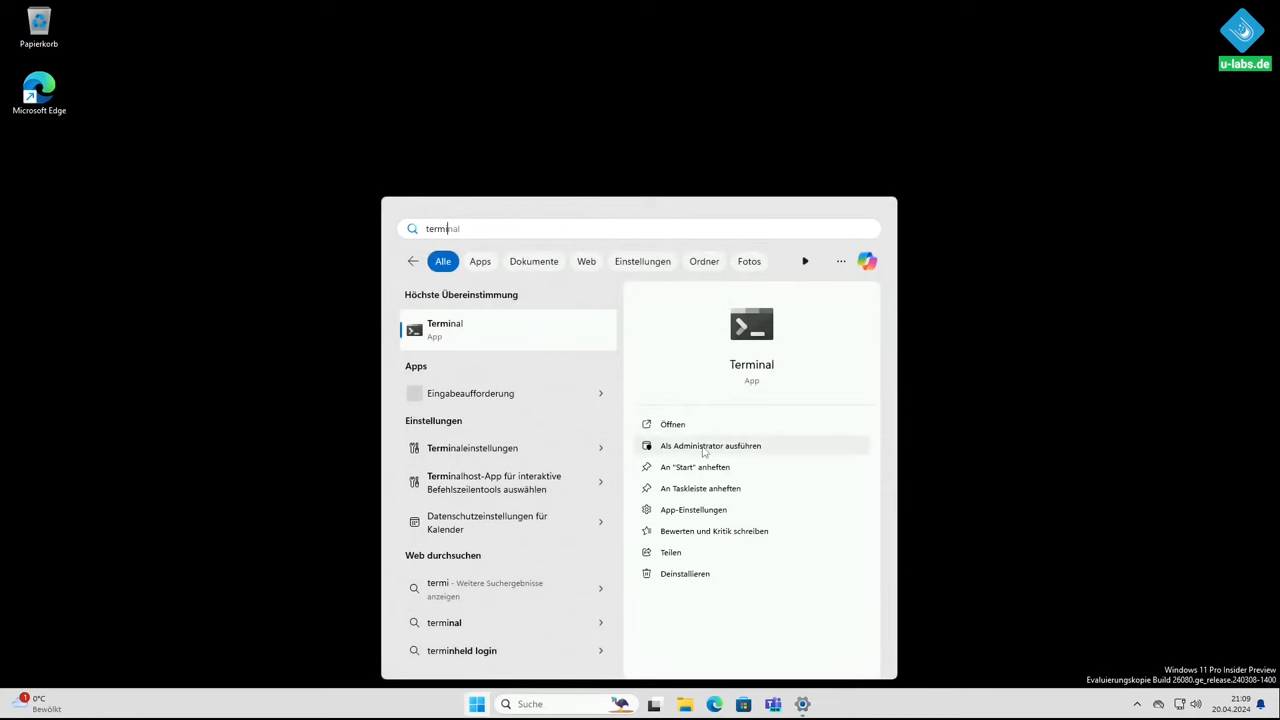 Papierkorb
Microsoft Edge
u-labs.de
terminal
Alle
Apps
Dokumente
Web
Einstellungen
Ordner
Fotos
Höchste Übereinstimmung
Terminal
App
Apps
Eingabeaufforderung
Einstellungen
Terminaleinstellungen
Terminalhost-App für interaktive
Befehlszeilentools auswählen
Datenschutzeinstellungen für
Kalender
Web durchsuchen
termi - Weitere Suchergebnisse
anzeigen
terminal
terminheld login
Terminal
App
Öffnen
Als Administrator ausführen
An "Start" anheften
An Taskleiste anheften
App-Einstellungen
Bewerten und Kritik schreiben
Teilen
Deinstallieren
Windows 11 Pro Insider Preview
Evaluierungskopie Build 26080.ge_release.240308-1400
1
0°C
Bewölkt
Suche
21:09
20.04.2024